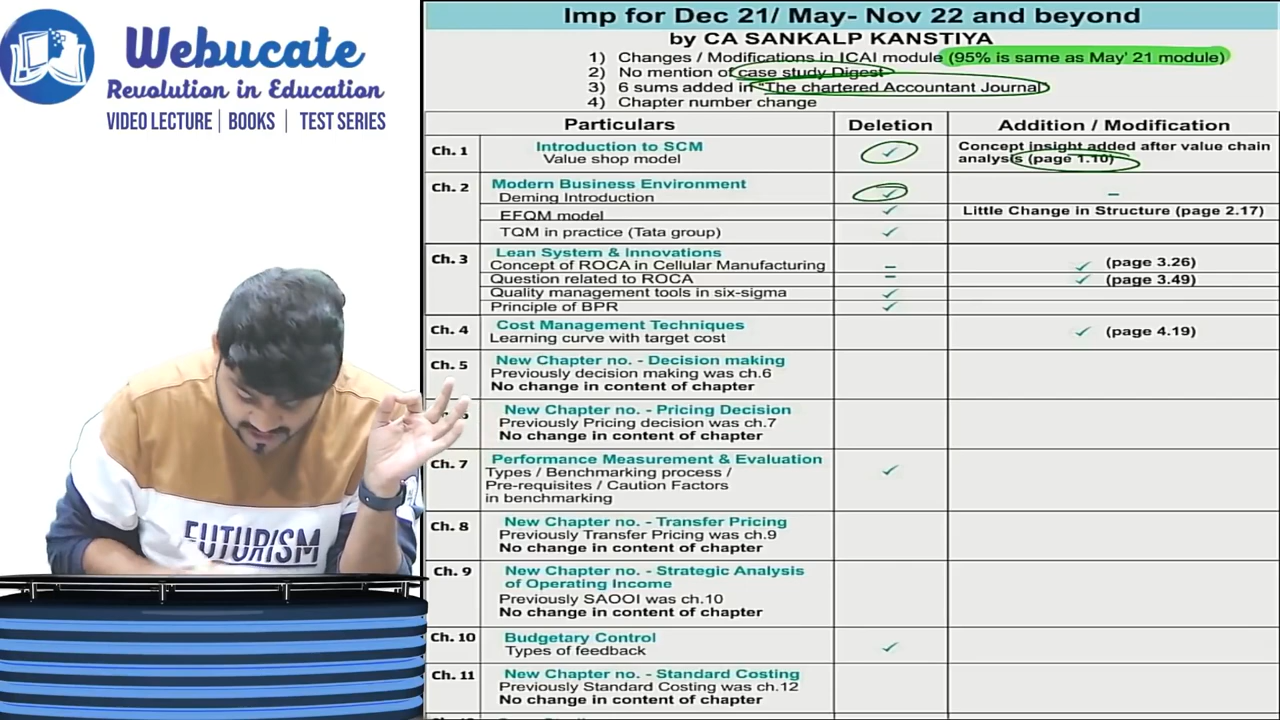 Webucate
Revolution in Education
VIDEO LECTURE | BOOKS | TEST SERIES
FUTURISM
Imp for Dec 21/ May- Nov 22 and beyond
by CA SANKALP KANSTIYA
1) Changes / Modifications in ICAI module (95% is same as May' 21 module)
2) No mention of case study Digest
3) 6 sums added in "The chartered Accountant Journal"
4) Chapter number change
Particulars Deletion Addition / Modification
Ch. 1 Introduction to SCM
Value shop model ✓ Concept insight added after value chain
analysis (page 1.10)
Ch. 2 Modern Business Environment
Deming Introduction ✓ –
EFQM model ✓ Little Change in Structure (page 2.17)
TQM in practice (Tata group) ✓
Ch. 3 Lean System & Innovations
Concept of ROCA in Cellular Manufacturing – ✓ (page 3.26)
Question related to ROCA – ✓ (page 3.49)
Quality management tools in six-sigma ✓
Principle of BPR ✓
Ch. 4 Cost Management Techniques
Learning curve with target cost ✓ (page 4.19)
Ch. 5 New Chapter no. - Decision making
Previously decision making was ch.6
No change in content of chapter
New Chapter no. - Pricing Decision
Previously Pricing decision was ch.7
No change in content of chapter
Ch. 7 Performance Measurement & Evaluation
Types / Benchmarking process / ✓
Pre-requisites / Caution Factors
in benchmarking
Ch. 8 New Chapter no. - Transfer Pricing
Previously Transfer Pricing was ch.9
No change in content of chapter
Ch. 9 New Chapter no. - Strategic Analysis
of Operating Income
Previously SAOOI was ch.10
No change in content of chapter
Ch. 10 Budgetary Control
Types of feedback ✓
Ch. 11 New Chapter no. - Standard Costing
Previously Standard Costing was ch.12
No change in content of chapter